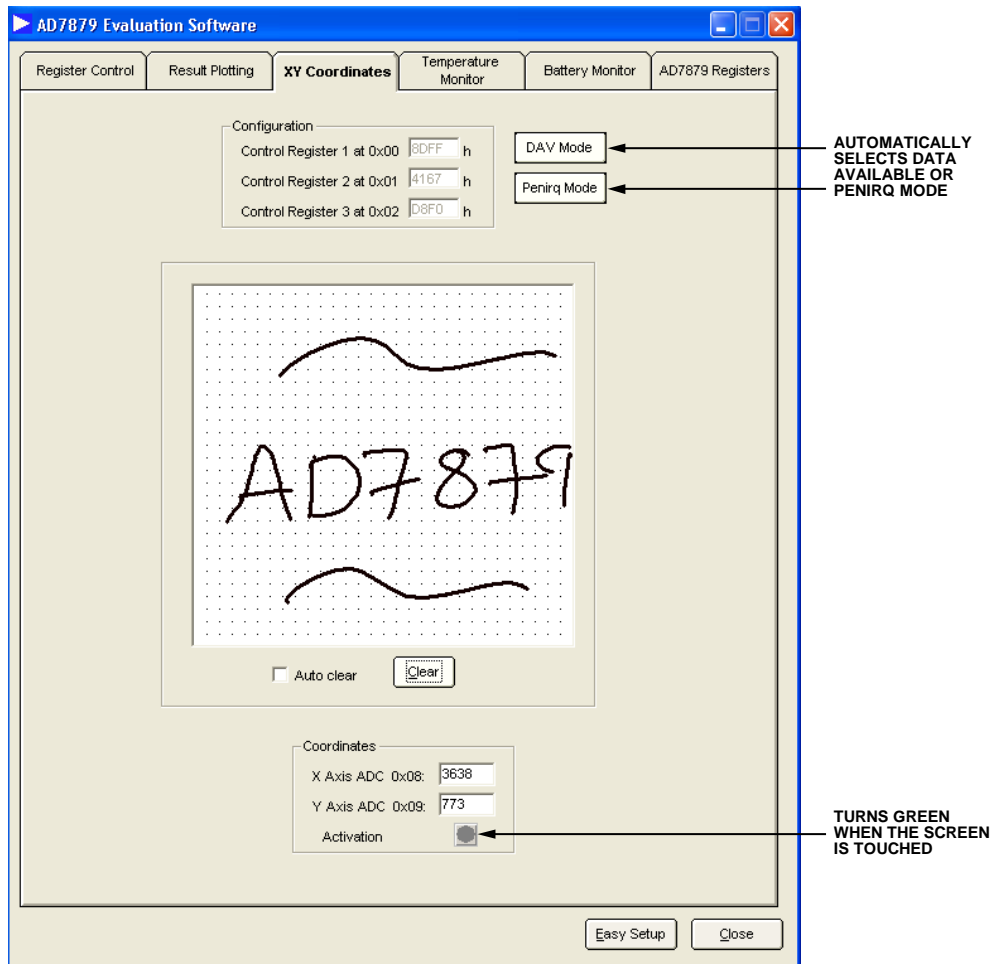 AD7879 Evaluation Software
Register Control
Result Plotting
XY Coordinates
Temperature
Monitor
Battery Monitor
AD7879 Registers
Configuration
Control Register 1 at 0x00 8DFF h
Control Register 2 at 0x01 4167 h
Control Register 3 at 0x02 D8F0 h
DAV Mode
Penirq Mode
AUTOMATICALLY
SELECTS DATA
AVAILABLE OR
PENIRQ MODE
AD7879
Auto clear
Clear
Coordinates
X Axis ADC 0x08: 3638
Y Axis ADC 0x09: 773
Activation
TURNS GREEN
WHEN THE SCREEN
IS TOUCHED
Easy Setup
Close